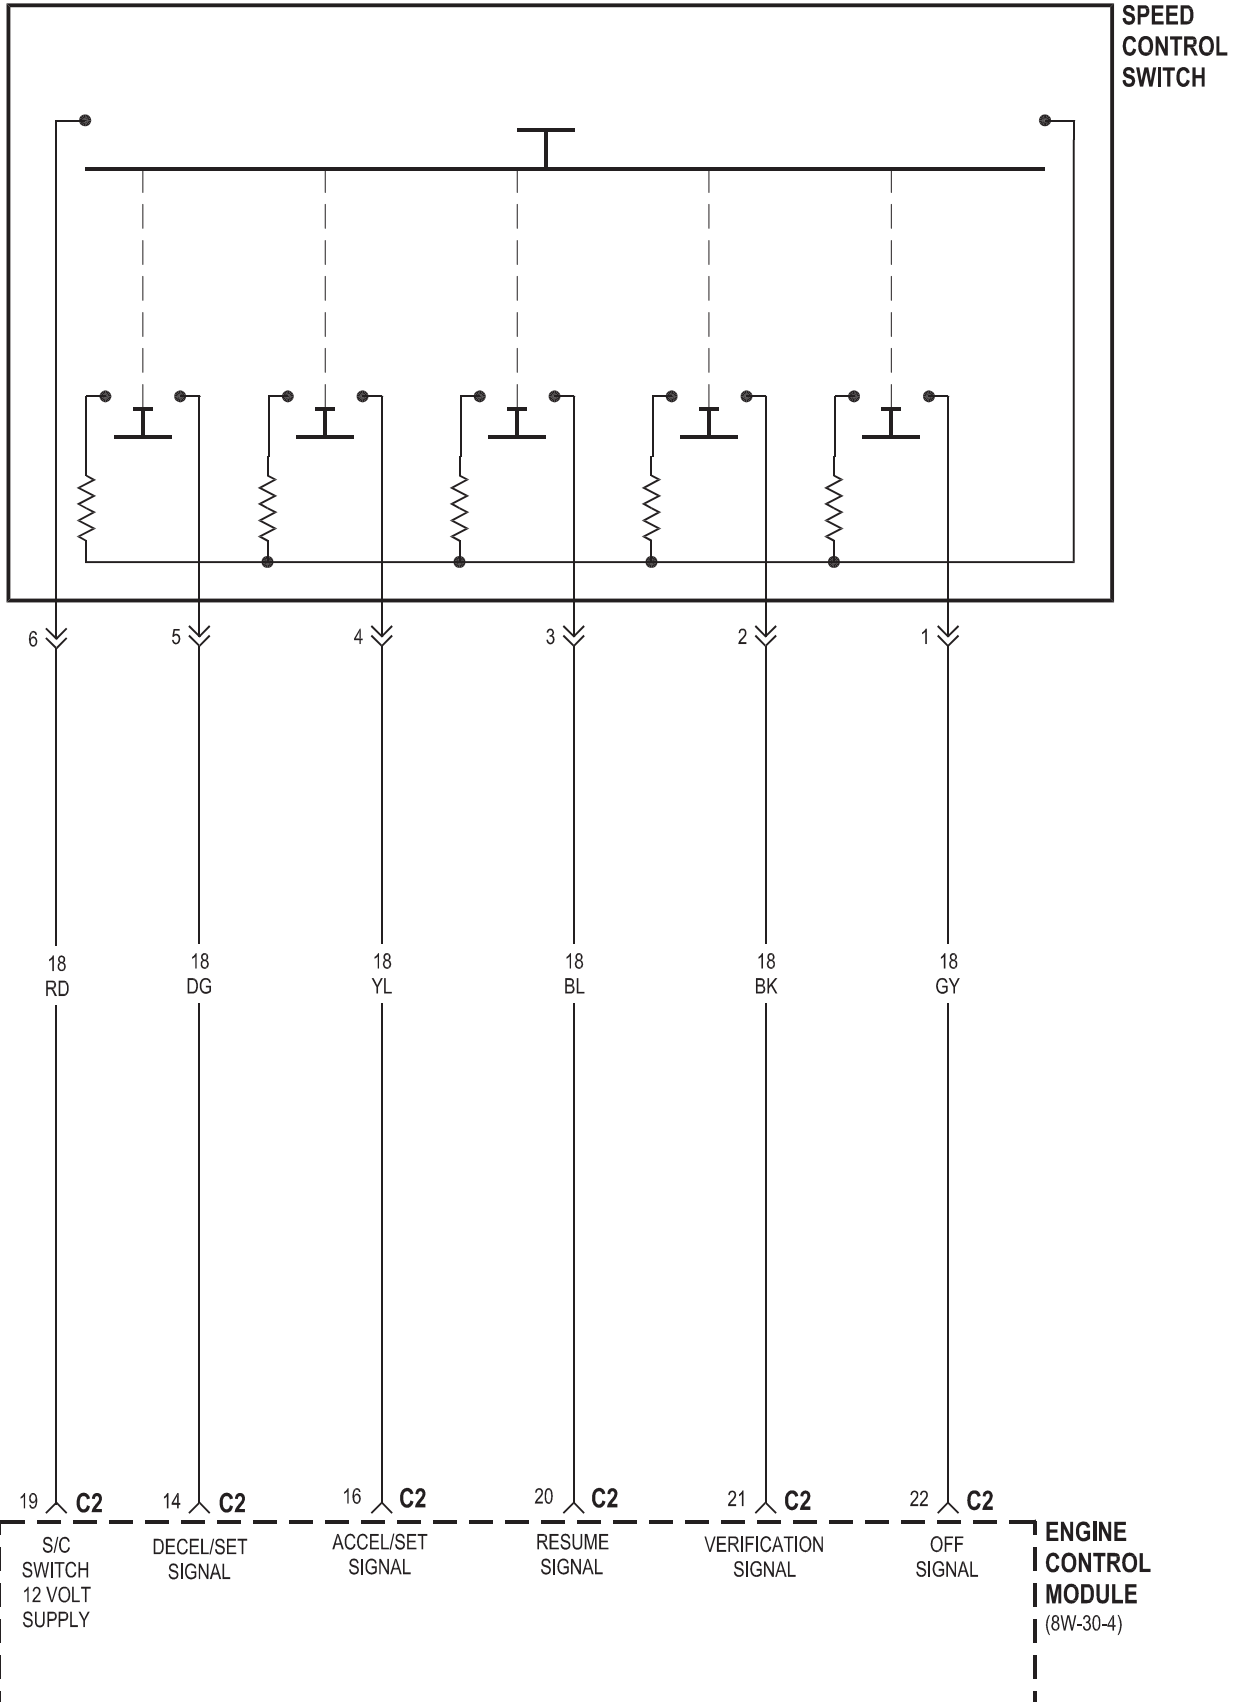 SPEED
CONTROL
SWITCH
6
5
4
3
2
1
18
RD
18
DG
18
YL
18
BL
18
BK
18
GY
19 C2
14 C2
16 C2
20 C2
21 C2
22 C2
S/C
SWITCH
12 VOLT
SUPPLY
DECEL/SET
SIGNAL
ACCEL/SET
SIGNAL
RESUME
SIGNAL
VERIFICATION
SIGNAL
OFF
SIGNAL
ENGINE
CONTROL
MODULE
(8W-30-4)